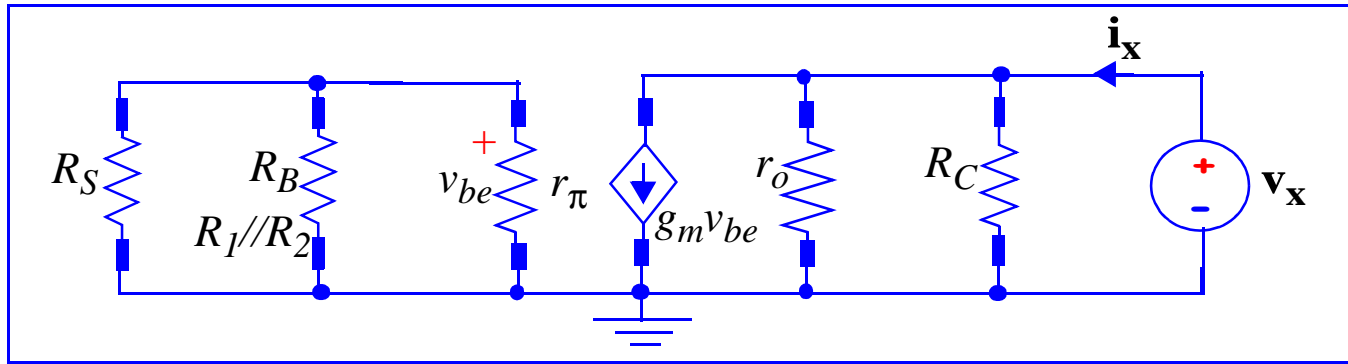 i_x
R_S
R_B
R_1//R_2
+
v_be
r_π
g_m v_be
r_o
R_C
+
-
v_x